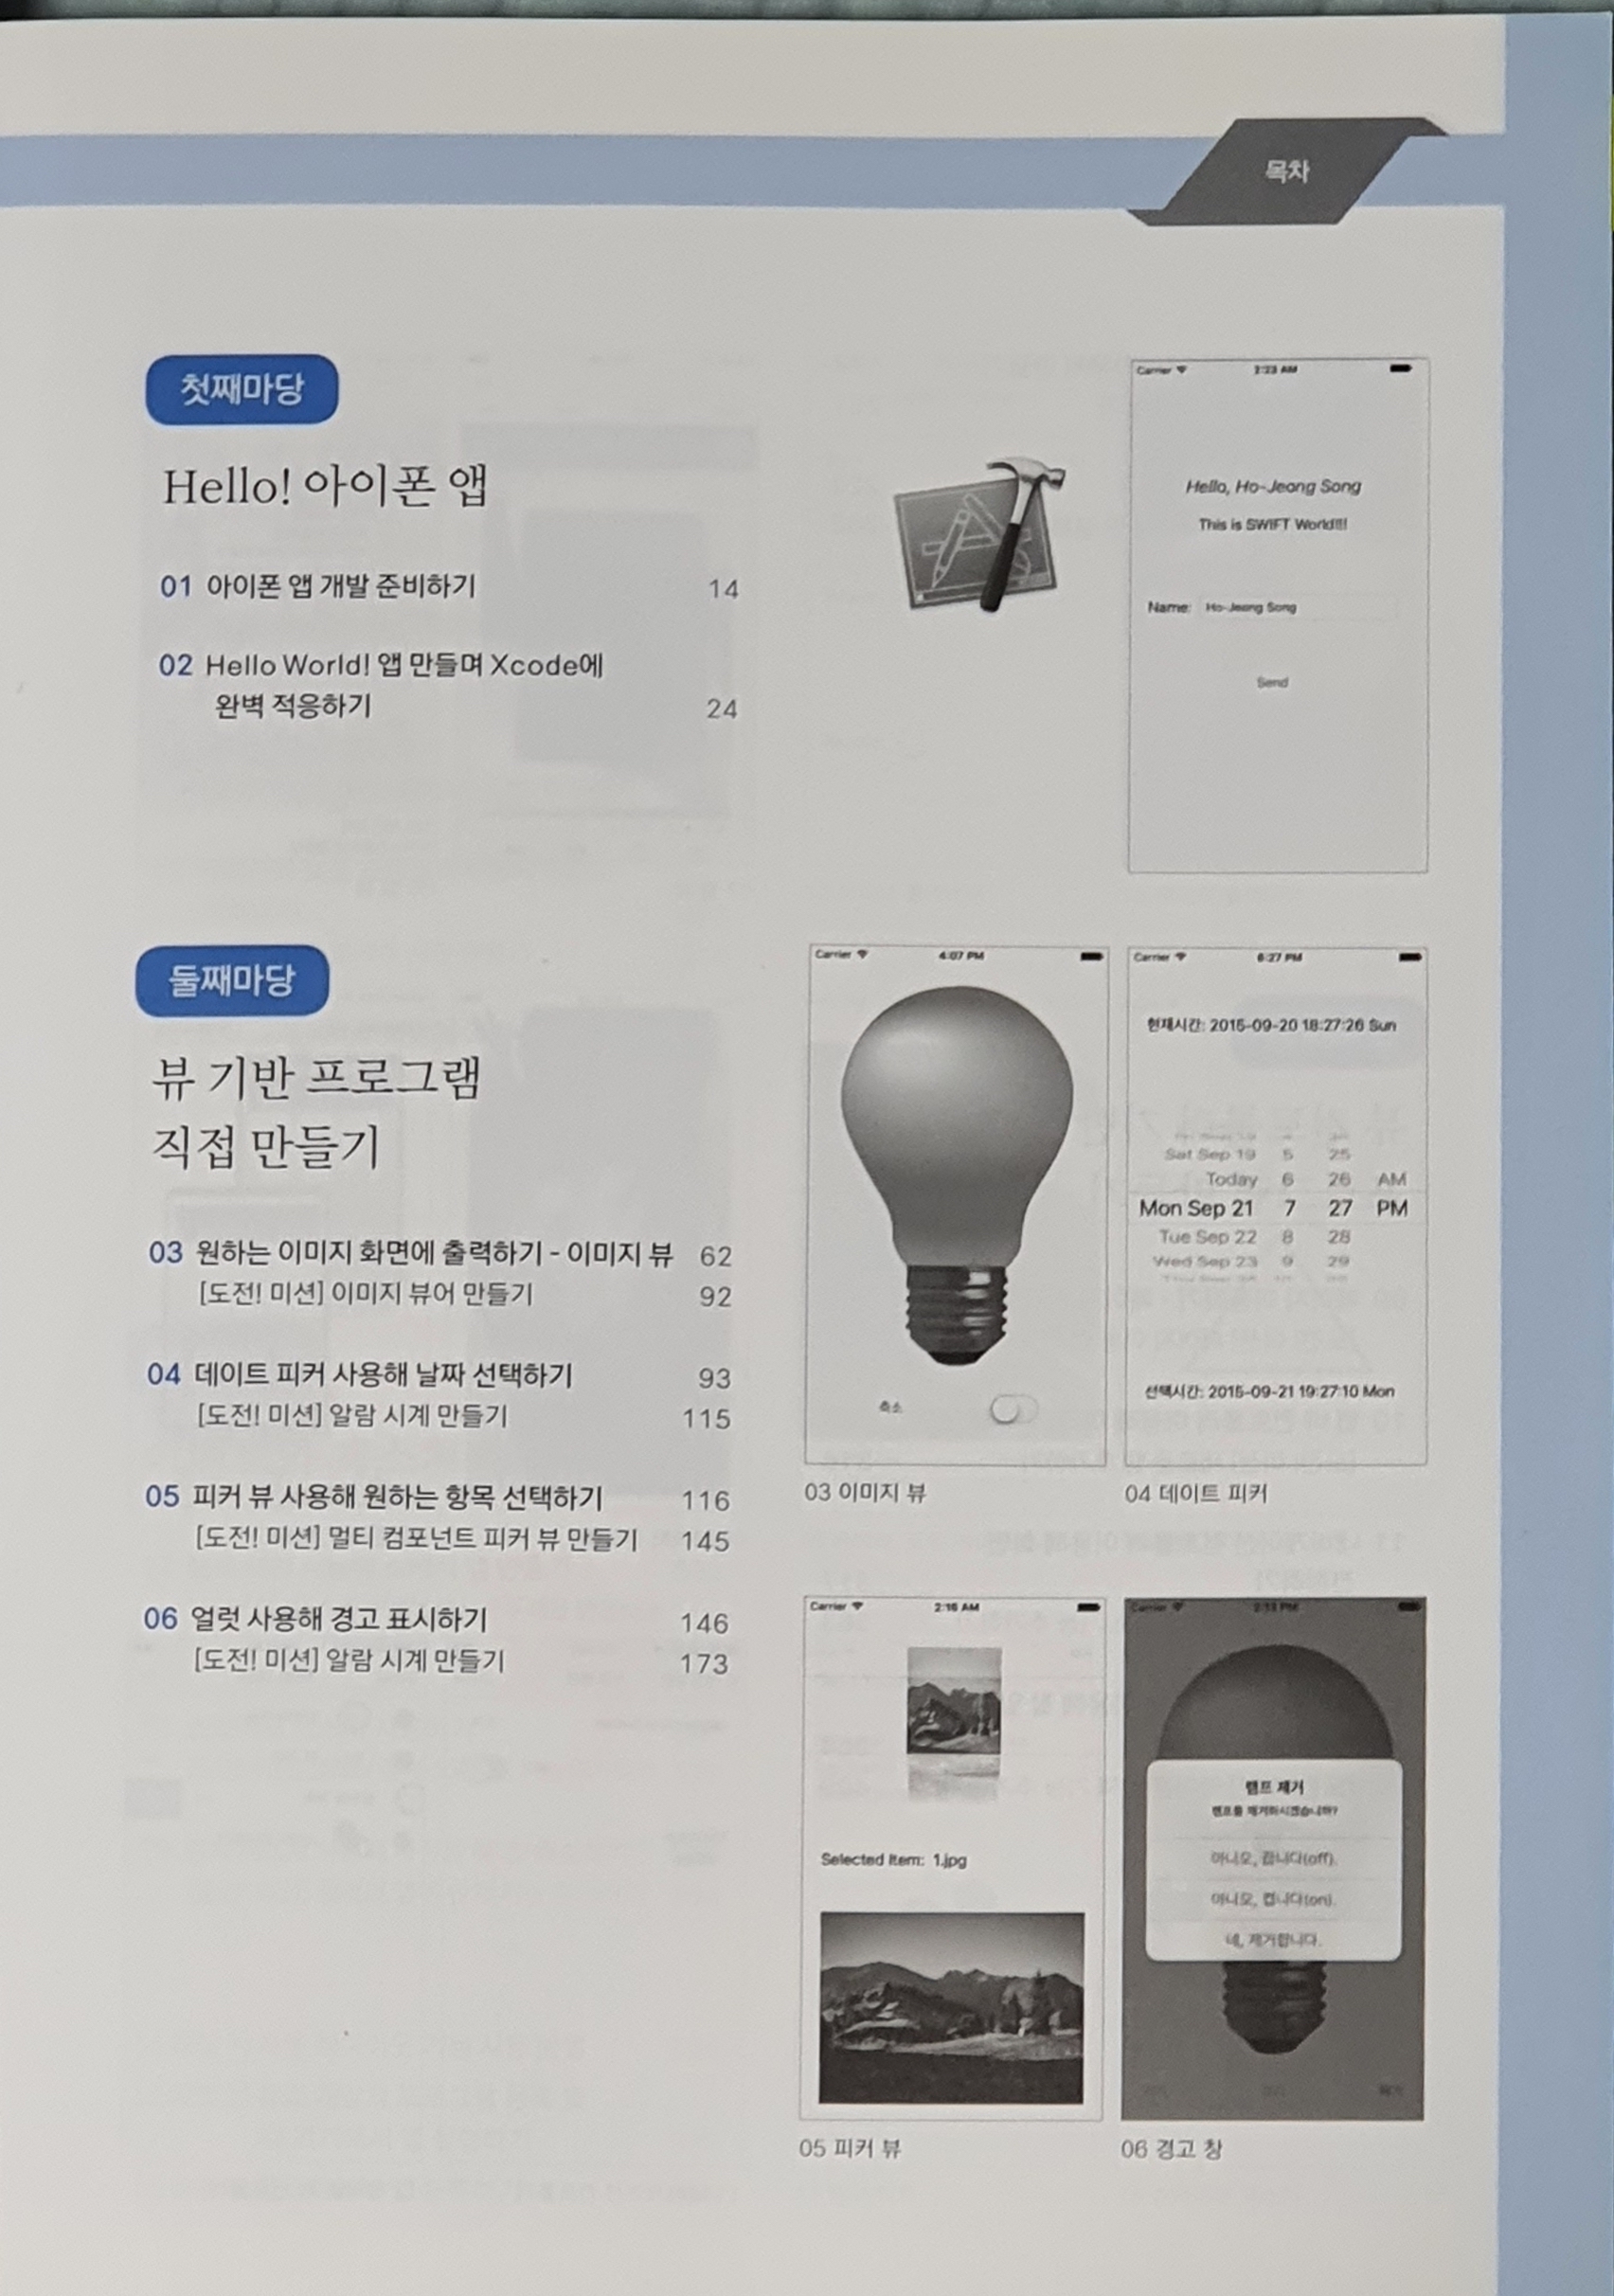 목차
첫째마당
Hello! 아이폰 앱
01 아이폰 앱 개발 준비하기 14
02 Hello World! 앱 만들며 Xcode에
완벽 적응하기 24
Carrier 2:23 AM
Hello, Ho-Jeong Song
This is SWIFT World!!!
Name: Ho-Jeong Song
Send
둘째마당
뷰 기반 프로그램
직접 만들기
03 원하는 이미지 화면에 출력하기 - 이미지 뷰 62
[도전! 미션] 이미지 뷰어 만들기 92
04 데이트 피커 사용해 날짜 선택하기 93
[도전! 미션] 알람 시계 만들기 115
05 피커 뷰 사용해 원하는 항목 선택하기 116
[도전! 미션] 멀티 컴포넌트 피커 뷰 만들기 145
06 얼럿 사용해 경고 표시하기 146
[도전! 미션] 알람 시계 만들기 173
Carrier 4:07 PM
축소
03 이미지 뷰
Carrier 6:27 PM
현재시간: 2015-09-20 18:27:26 Sun
Sat Sep 19 5 25
Today 6 26 AM
Mon Sep 21 7 27 PM
Tue Sep 22 8 28
Wed Sep 23 9 29
선택시간: 2015-09-21 19:27:10 Mon
04 데이트 피커
Carrier 2:16 AM
Selected Item: 1.jpg
05 피커 뷰
Carrier
램프 제거
램프를 제거하시겠습니까?
아니오, 끕니다(off).
아니오, 켭니다(on).
네, 제거합니다.
06 경고 창